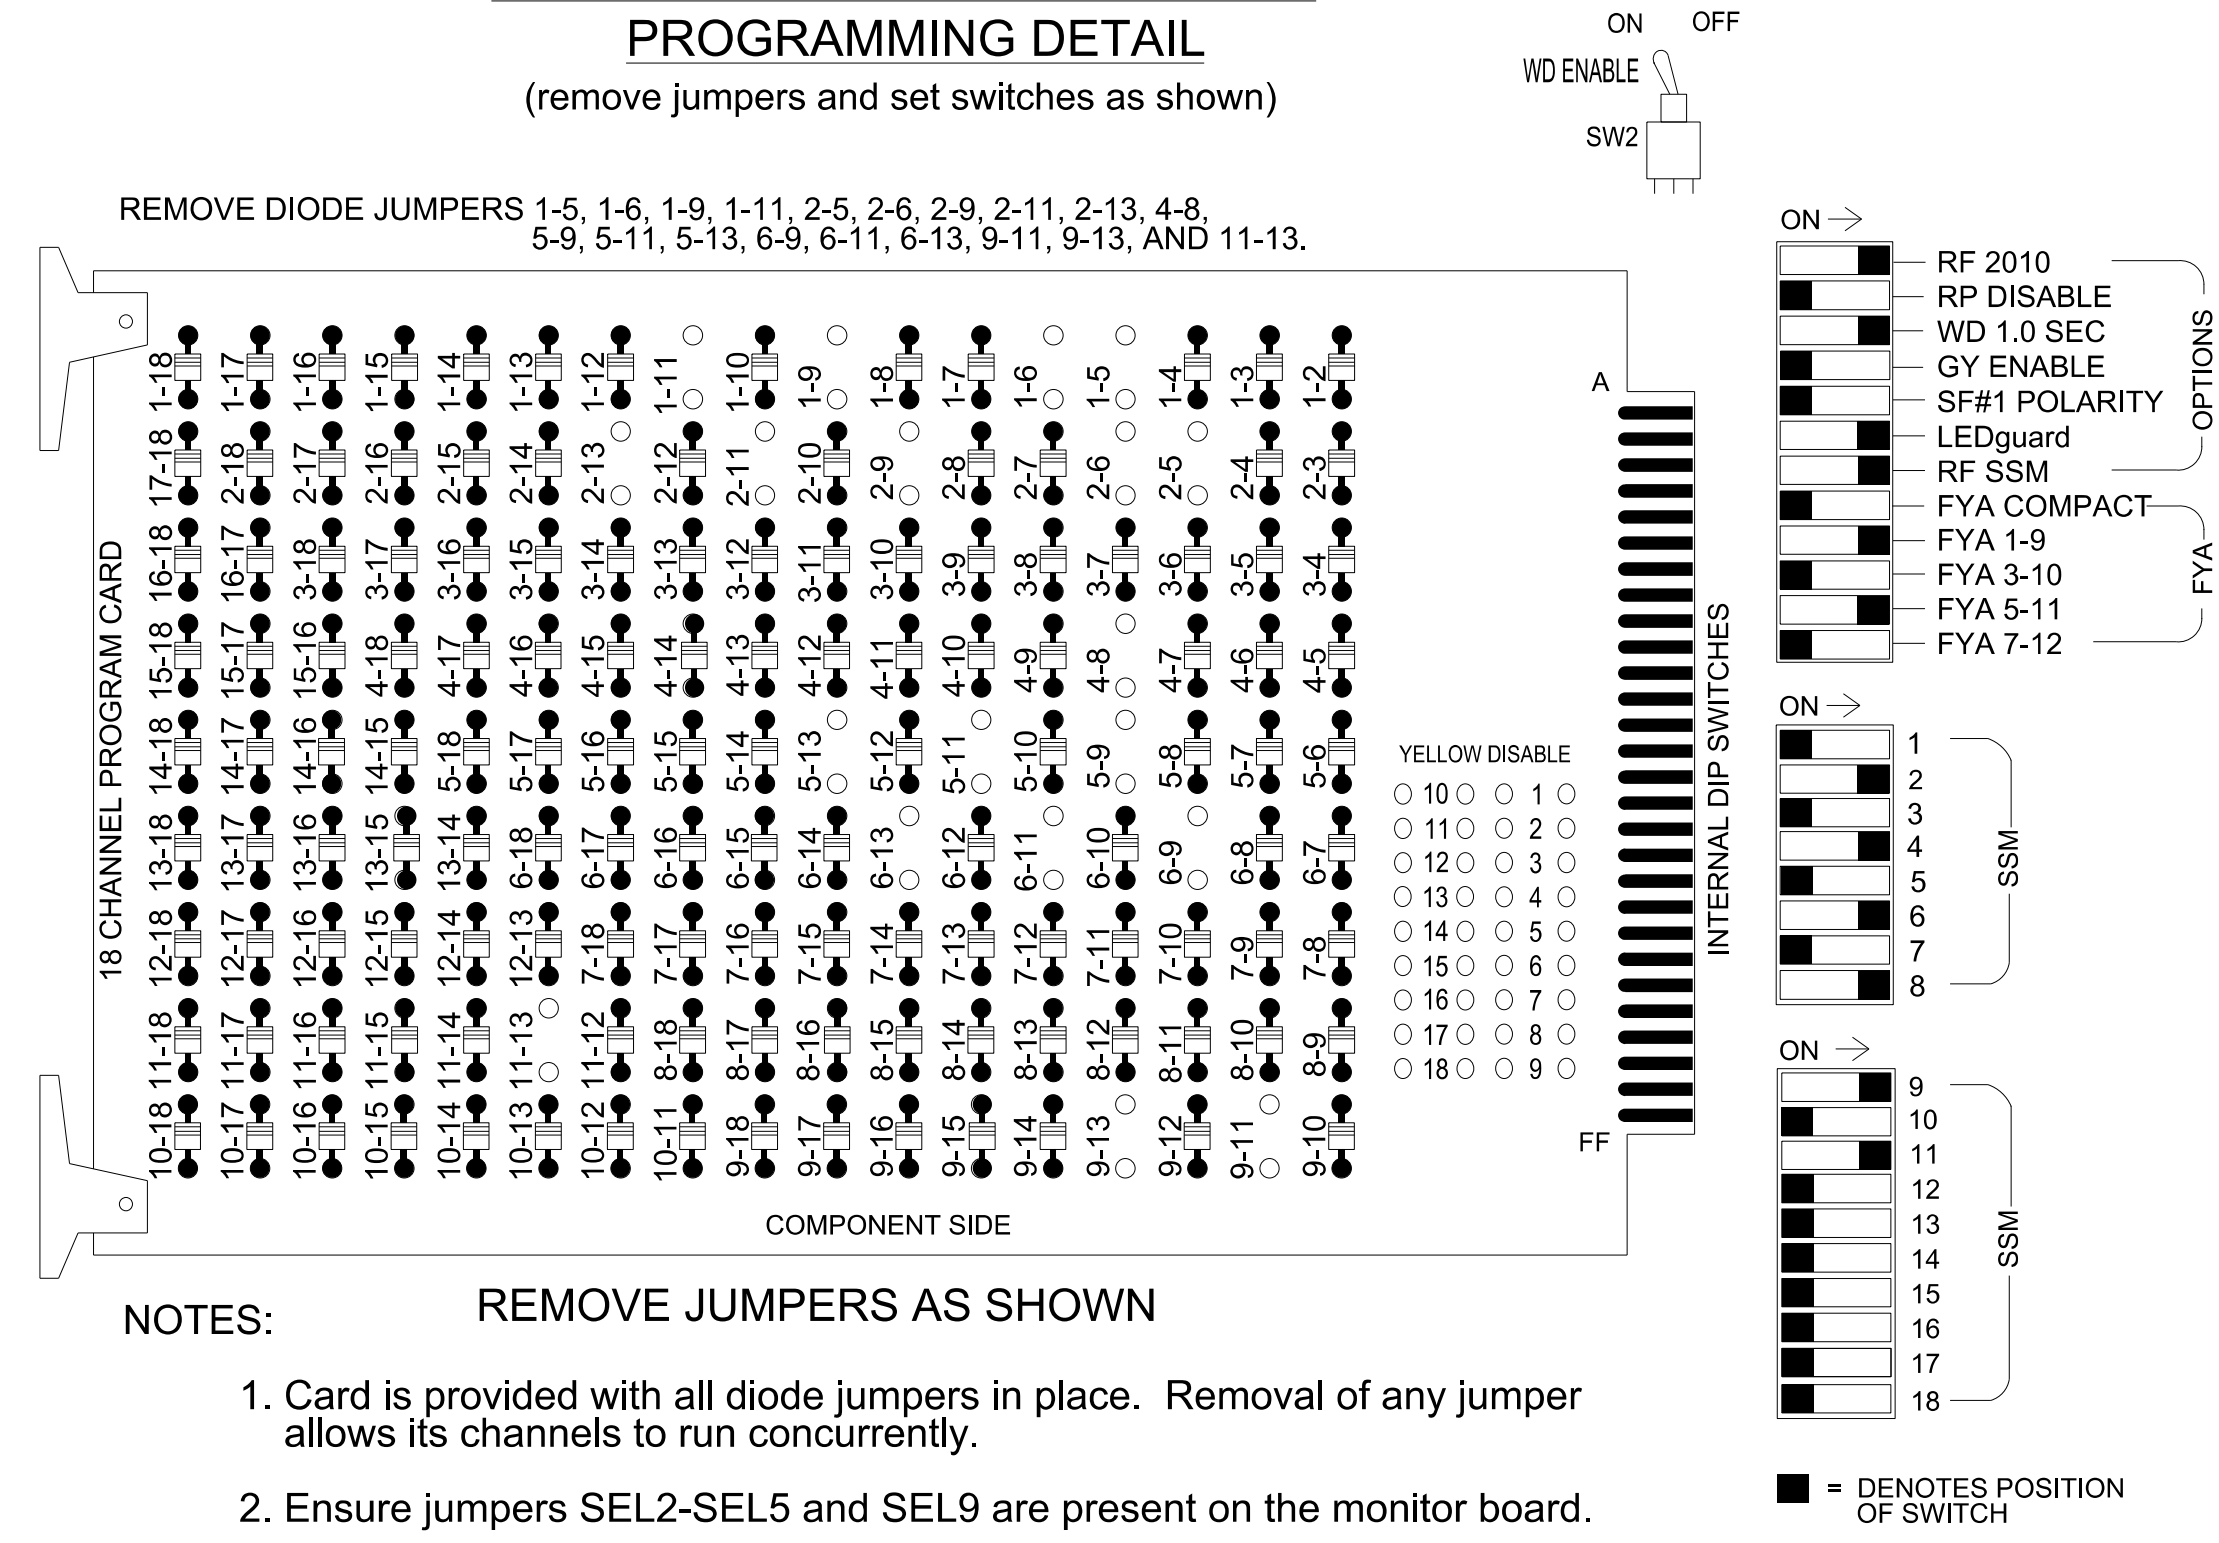 PROGRAMMING DETAIL
(remove jumpers and set switches as shown)
ON OFF
WD ENABLE
SW2
REMOVE DIODE JUMPERS 1-5, 1-6, 1-9, 1-11, 2-5, 2-6, 2-9, 2-11, 2-13, 4-8,
5-9, 5-11, 5-13, 6-9, 6-11, 6-13, 9-11, 9-13, AND 11-13.
18 CHANNEL PROGRAM CARD
1-18 1-17 1-16 1-15 1-14 1-13 1-12 1-11 1-10 1-9 1-8 1-7 1-6 1-5 1-4 1-3 1-2
17-18 2-18 2-17 2-16 2-15 2-14 2-13 2-12 2-11 2-10 2-9 2-8 2-7 2-6 2-5 2-4 2-3
16-18 16-17 3-18 3-17 3-16 3-15 3-14 3-13 3-12 3-11 3-10 3-9 3-8 3-7 3-6 3-5 3-4
15-18 15-17 15-16 4-18 4-17 4-16 4-15 4-14 4-13 4-12 4-11 4-10 4-9 4-8 4-7 4-6 4-5
14-18 14-17 14-16 14-15 5-18 5-17 5-16 5-15 5-14 5-13 5-12 5-11 5-10 5-9 5-8 5-7 5-6
13-18 13-17 13-16 13-15 13-14 6-18 6-17 6-16 6-15 6-14 6-13 6-12 6-11 6-10 6-9 6-8 6-7
12-18 12-17 12-16 12-15 12-14 12-13 7-18 7-17 7-16 7-15 7-14 7-13 7-12 7-11 7-10 7-9 7-8
11-18 11-17 11-16 11-15 11-14 11-13 11-12 8-18 8-17 8-16 8-15 8-14 8-13 8-12 8-11 8-10 8-9
10-18 10-17 10-16 10-15 10-14 10-13 10-12 10-11 9-18 9-17 9-16 9-15 9-14 9-13 9-12 9-11 9-10
A
YELLOW DISABLE
10 1
11 2
12 3
13 4
14 5
15 6
16 7
17 8
18 9
FF
COMPONENT SIDE
INTERNAL DIP SWITCHES
ON →
RF 2010
RP DISABLE
WD 1.0 SEC
GY ENABLE
SF#1 POLARITY
LEDguard
RF SSM
OPTIONS
FYA COMPACT
FYA 1-9
FYA 3-10
FYA 5-11
FYA 7-12
FYA
ON →
1
2
3
4
5
6
7
8
SSM
ON →
9
10
11
12
13
14
15
16
17
18
SSM
REMOVE JUMPERS AS SHOWN
NOTES:
1. Card is provided with all diode jumpers in place. Removal of any jumper
allows its channels to run concurrently.
2. Ensure jumpers SEL2-SEL5 and SEL9 are present on the monitor board.
= DENOTES POSITION
OF SWITCH